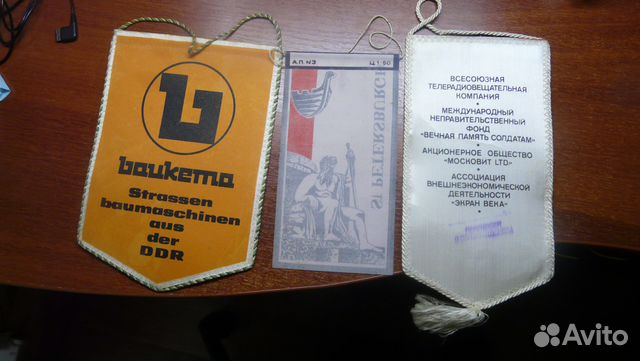 baukema
Strassen
baumaschinen
aus
der
DDR
А.П. №3 Ц 1-50
ST PETERSBURG
ВСЕСОЮЗНАЯ
ТЕЛЕРАДИОВЕЩАТЕЛЬНАЯ
КОМПАНИЯ
•
МЕЖДУНАРОДНЫЙ
НЕПРАВИТЕЛЬСТВЕННЫЙ
ФОНД
«ВЕЧНАЯ ПАМЯТЬ СОЛДАТАМ»
•
АКЦИОНЕРНОЕ ОБЩЕСТВО
«МОСКОВИТ LTD»
•
АССОЦИАЦИЯ
ВНЕШНЕЭКОНОМИЧЕСКОЙ
ДЕЯТЕЛЬНОСТИ
«ЭКРАН ВЕКА»
Avito